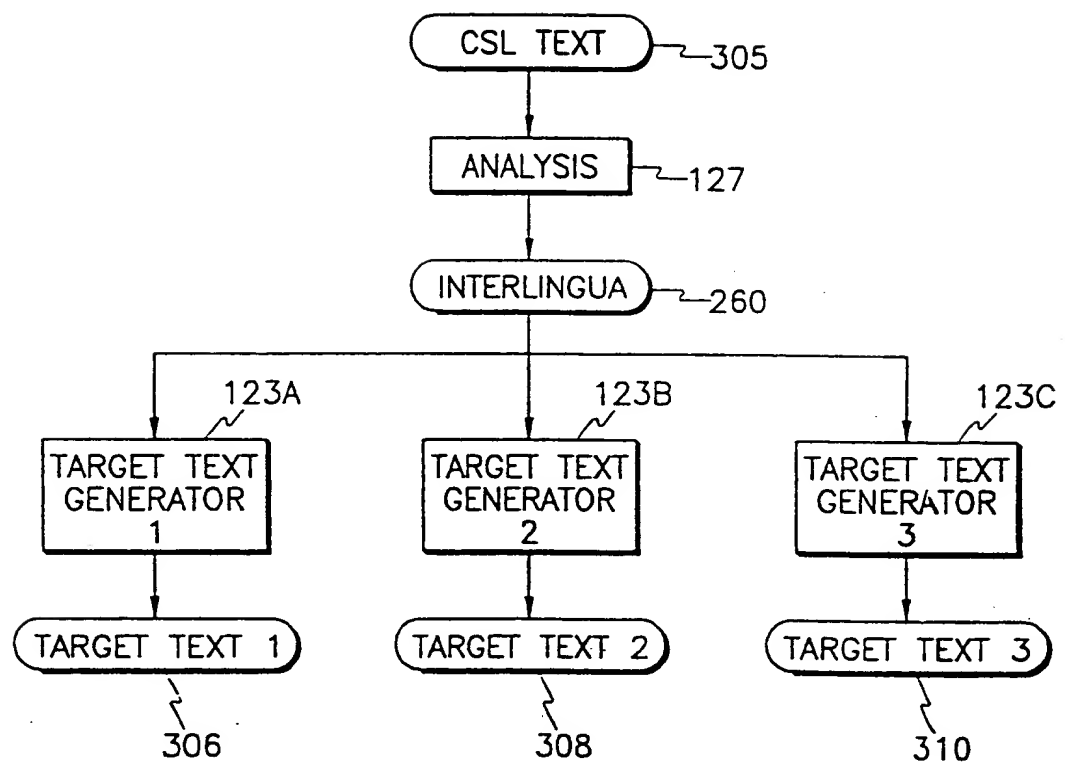 CSL TEXT
305
ANALYSIS
127
INTERLINGUA
260
123A
123B
123C
TARGET TEXT
GENERATOR
1
TARGET TEXT
GENERATOR
2
TARGET TEXT
GENERATOR
3
TARGET TEXT 1
TARGET TEXT 2
TARGET TEXT 3
306
308
310